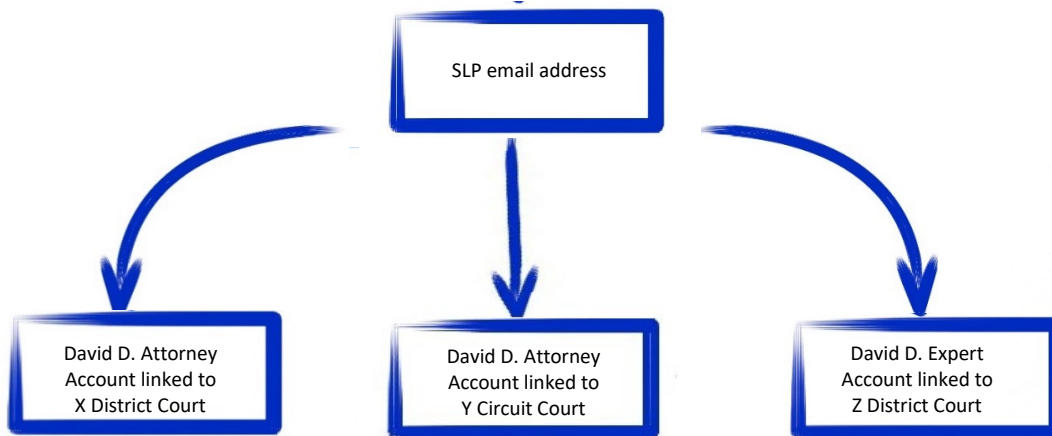 SLP email address
David D. Attorney
Account linked to
X District Court
David D. Attorney
Account linked to
Y Circuit Court
David D. Expert
Account linked to
Z District Court